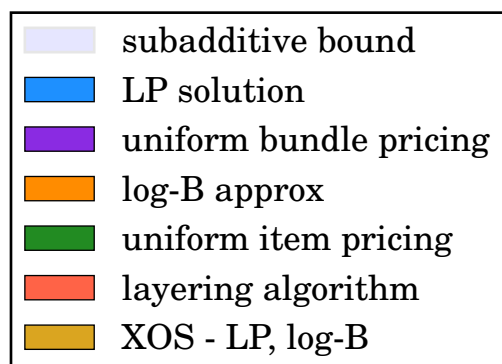 subadditive bound
LP solution
uniform bundle pricing
log-B approx
uniform item pricing
layering algorithm
XOS - LP, log-B